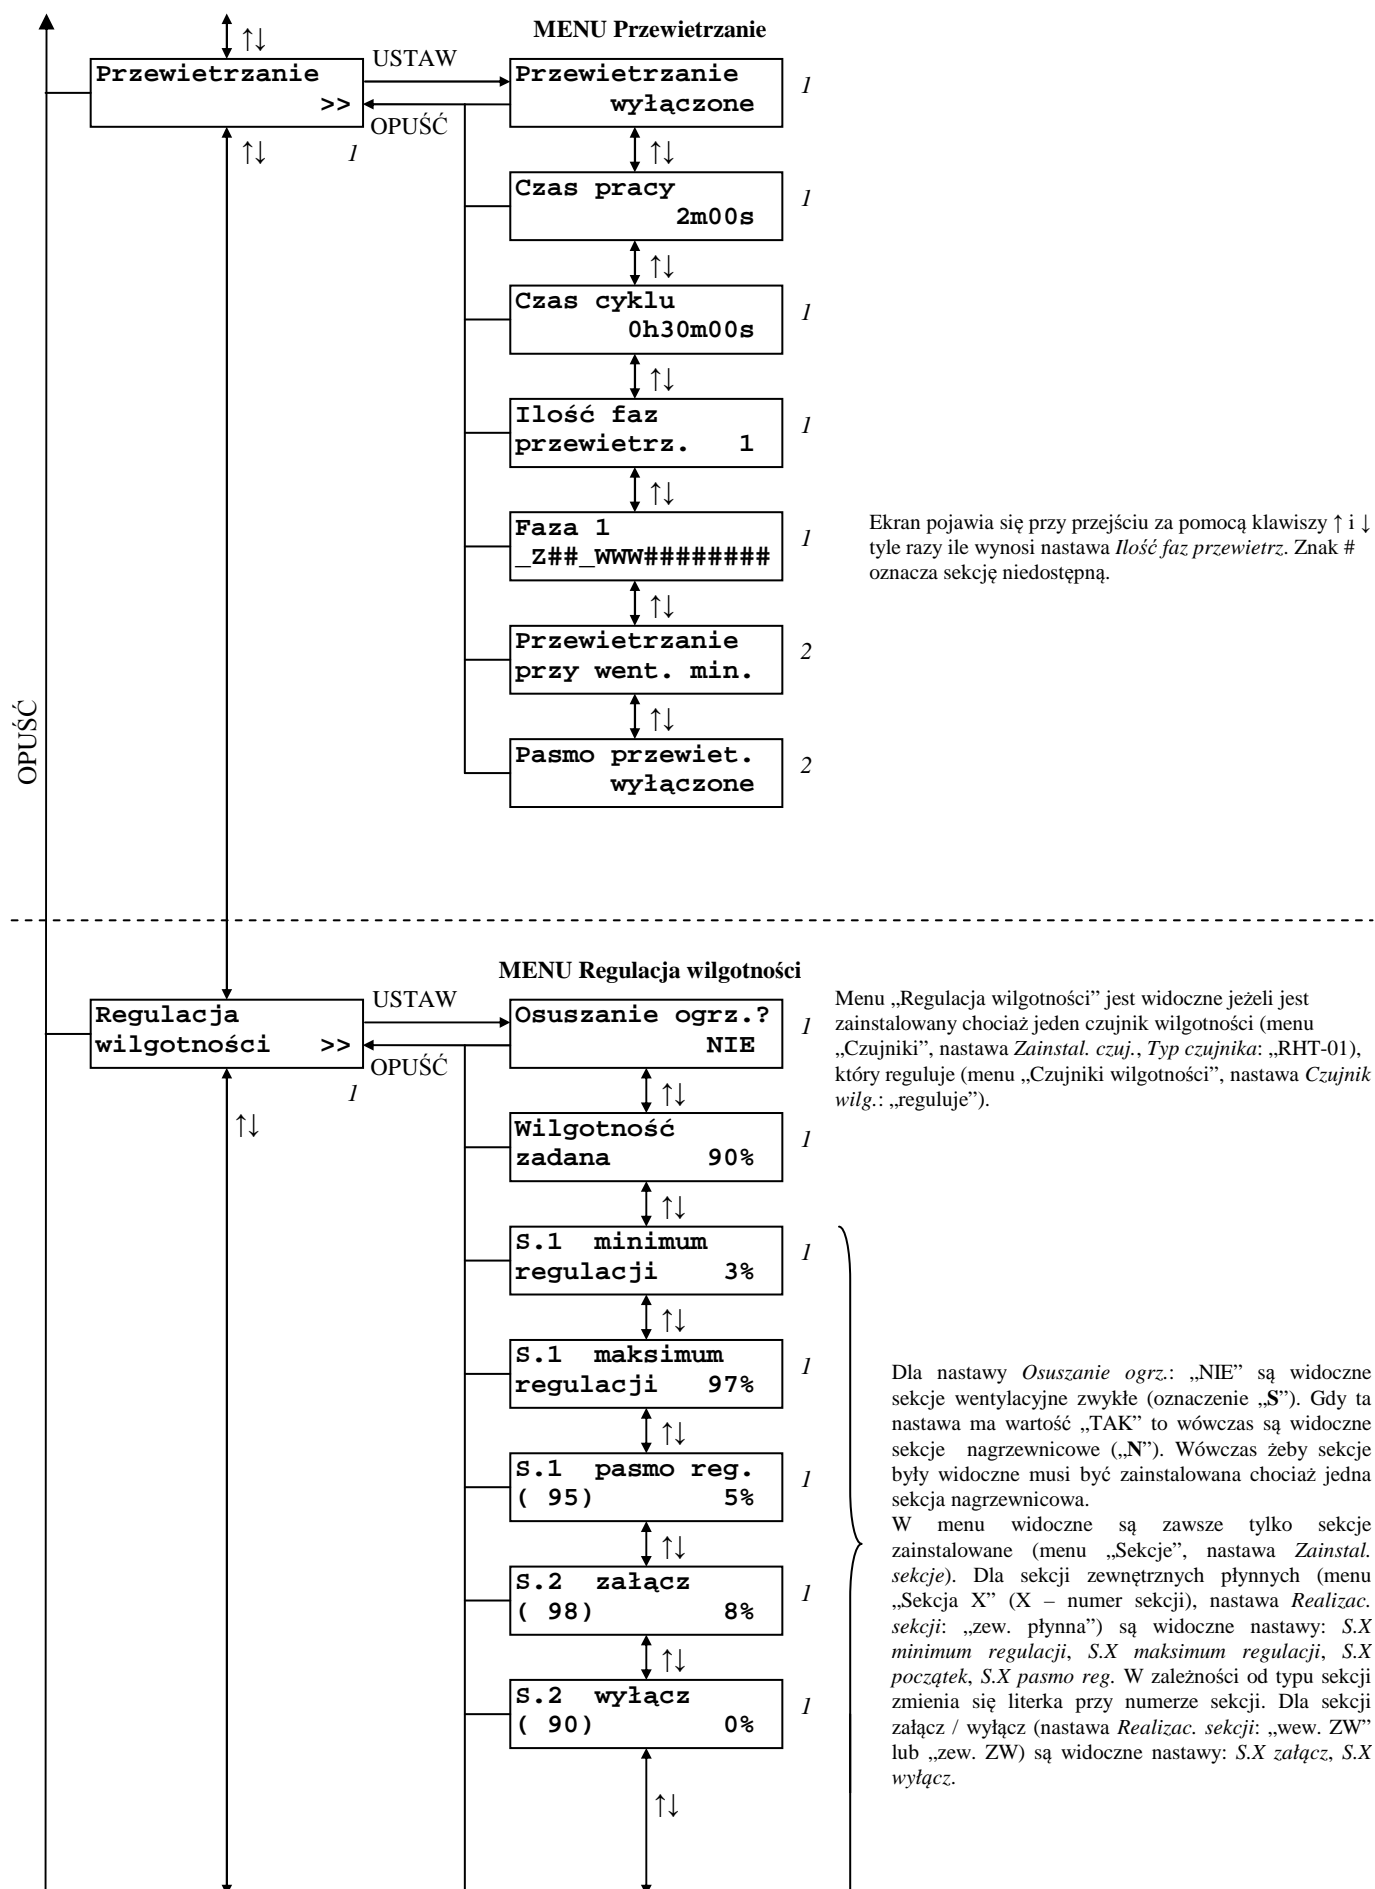 MENU Przewietrzanie
↑↓
Przewietrzanie
>>
USTAW
OPUŚĆ
↑↓
1
Przewietrzanie
wyłączone
1
↑↓
Czas pracy
2m00s
1
↑↓
Czas cyklu
0h30m00s
1
↑↓
Ilość faz
przewietrz. 1
1
↑↓
Faza 1
_Z##_WWW########
1
Ekran pojawia się przy przejściu za pomocą klawiszy ↑ i ↓
tyle razy ile wynosi nastawa Ilość faz przewietrz. Znak #
oznacza sekcję niedostępną.
↑↓
Przewietrzanie
przy went. min.
2
↑↓
Pasmo przewiet.
wyłączone
2
OPUŚĆ
MENU Regulacja wilgotności
Regulacja
wilgotności >>
USTAW
OPUŚĆ
1
↑↓
Osuszanie ogrz.?
NIE
1
Menu „Regulacja wilgotności” jest widoczne jeżeli jest
zainstalowany chociaż jeden czujnik wilgotności (menu
„Czujniki”, nastawa Zainstal. czuj., Typ czujnika: „RHT-01),
który reguluje (menu „Czujniki wilgotności”, nastawa Czujnik
wilg.: „reguluje”).
↑↓
Wilgotność
zadana 90%
1
↑↓
S.1 minimum
regulacji 3%
1
↑↓
S.1 maksimum
regulacji 97%
1
↑↓
S.1 pasmo reg.
( 95) 5%
1
↑↓
S.2 załącz
( 98) 8%
1
↑↓
S.2 wyłącz
( 90) 0%
1
↑↓
Dla nastawy Osuszanie ogrz.: „NIE” są widoczne
sekcje wentylacyjne zwykłe (oznaczenie „S”). Gdy ta
nastawa ma wartość „TAK” to wówczas są widoczne
sekcje nagrzewnicowe („N”). Wówczas żeby sekcje
były widoczne musi być zainstalowana chociaż jedna
sekcja nagrzewnicowa.
W menu widoczne są zawsze tylko sekcje
zainstalowane (menu „Sekcje”, nastawa Zainstal.
sekcje). Dla sekcji zewnętrznych płynnych (menu
„Sekcja X” (X – numer sekcji), nastawa Realizac.
sekcji: „zew. płynna”) są widoczne nastawy: S.X
minimum regulacji, S.X maksimum regulacji, S.X
początek, S.X pasmo reg. W zależności od typu sekcji
zmienia się literka przy numerze sekcji. Dla sekcji
załącz / wyłącz (nastawa Realizac. sekcji: „wew. ZW”
lub „zew. ZW) są widoczne nastawy: S.X załącz, S.X
wyłącz.